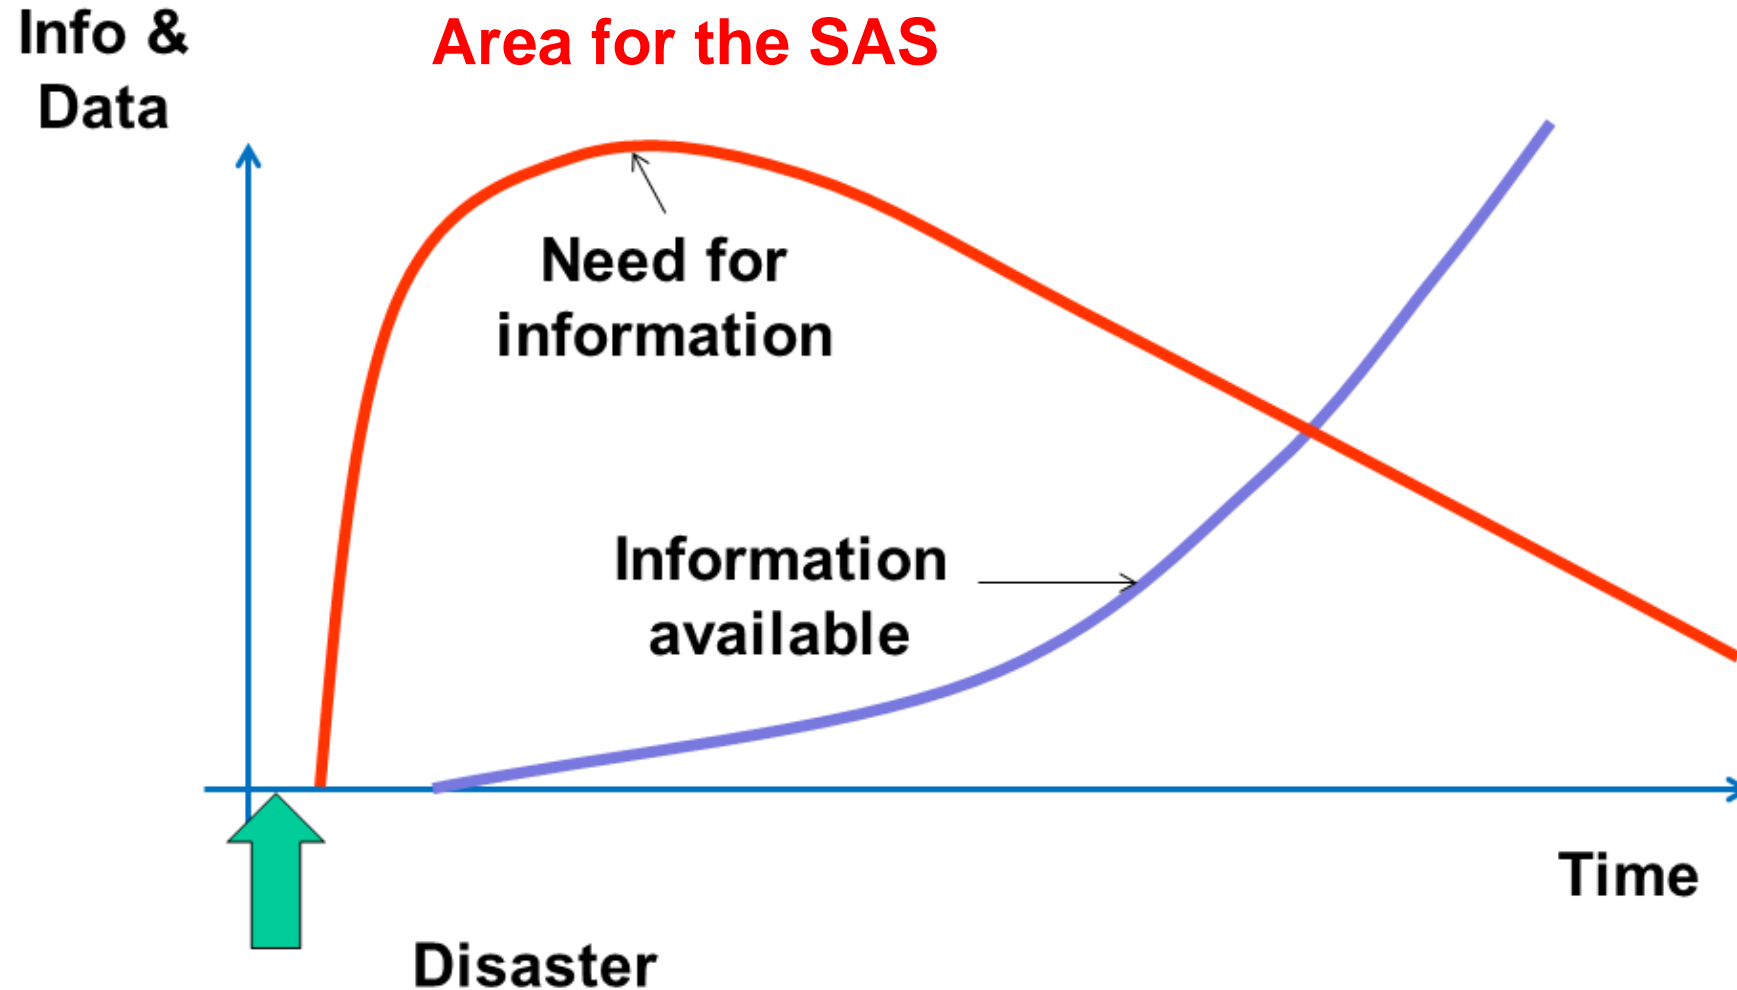 Info &
Data
Area for the SAS
Need for
information
Information
available
Time
Disaster